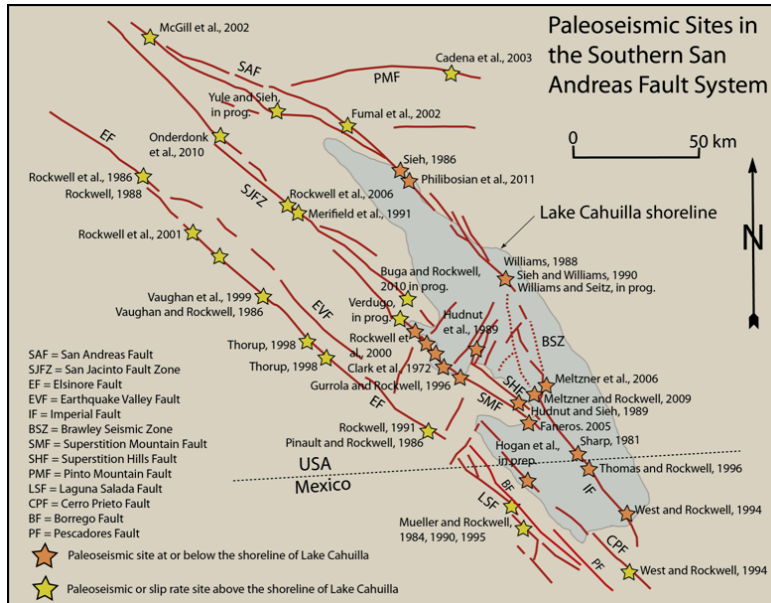 Paleoseismic Sites in
the Southern San
Andreas Fault System
0
50 km
N
McGill et al., 2002
SAF
PMF
Cadena et al., 2003
Yule and Sieh,
in prog.
Fumal et al., 2002
EF
Onderdonk
et al., 2010
Sieh, 1986
Philibosian et al., 2011
Rockwell et al., 1986
Rockwell, 1988
SJFZ
Rockwell et al., 2006
Merifield et al., 1991
Lake Cahuilla shoreline
Rockwell et al., 2001
Williams, 1988
Sieh and Williams, 1990
Williams and Seitz, in prog.
Buga and Rockwell,
2010 in prog.
Vaughan et al., 1999
Vaughan and Rockwell, 1986
EVF
Verdugo,
in prog.
Hudnut
et al., 1989
BSZ
Thorup, 1998
Thorup, 1998
Rockwell et
al., 2000
Clark et al., 1972
Gurrola and Rockwell, 1996
SHF
SMF
Meltzner et al., 2006
Meltzner and Rockwell, 2009
Hudnut and Sieh, 1989
Faneros. 2005
EF
Rockwell, 1991
Pinault and Rockwell, 1986
Hogan et al.,
in prep.
Sharp, 1981
Thomas and Rockwell, 1996
USA
Mexico
BF
IF
LSF
West and Rockwell, 1994
Mueller and Rockwell,
1984, 1990, 1995
CPF
PF
West and Rockwell, 1994
SAF = San Andreas Fault
SJFZ = San Jacinto Fault Zone
EF = Elsinore Fault
EVF = Earthquake Valley Fault
IF = Imperial Fault
BSZ = Brawley Seismic Zone
SMF = Superstition Mountain Fault
SHF = Superstition Hills Fault
PMF = Pinto Mountain Fault
LSF = Laguna Salada Fault
CPF = Cerro Prieto Fault
BF = Borrego Fault
PF = Pescadores Fault
Paleoseismic site at or below the shoreline of Lake Cahuilla
Paleoseismic or slip rate site above the shoreline of Lake Cahuilla